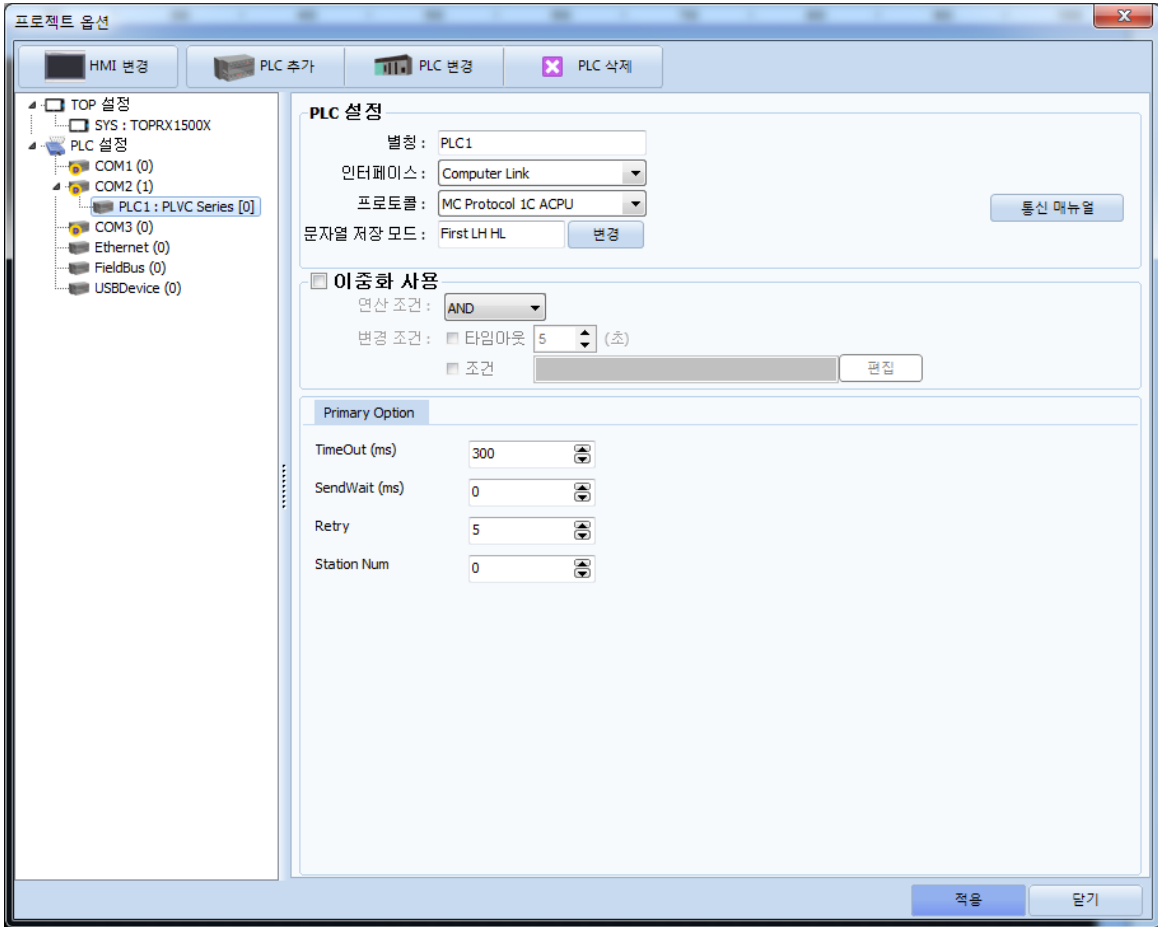 프로젝트 옵션
HMI 변경
PLC 추가
PLC 변경
PLC 삭제
TOP 설정
SYS : TOPRX1500X
PLC 설정
COM1 (0)
COM2 (1)
PLC1 : PLVC Series [0]
COM3 (0)
Ethernet (0)
FieldBus (0)
USBDevice (0)
PLC 설정
별칭 : PLC1
인터페이스 : Computer Link
프로토콜 : MC Protocol 1C ACPU
통신 매뉴얼
문자열 저장 모드 : First LH HL 변경
이중화 사용
연산 조건 : AND
변경 조건 : 타임아웃 5 (초)
조건 편집
Primary Option
TimeOut (ms) 300
SendWait (ms) 0
Retry 5
Station Num 0
적용 닫기